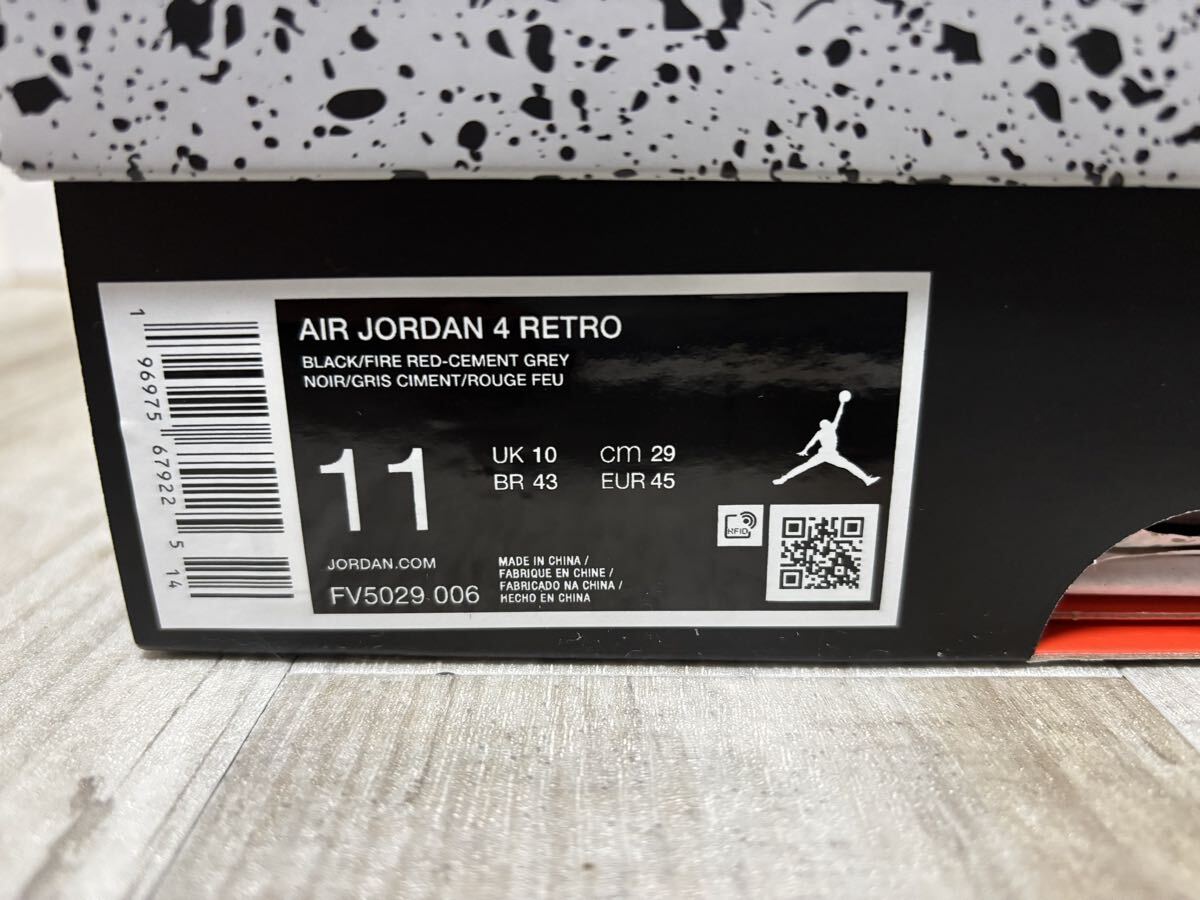 AIR JORDAN 4 RETRO
BLACK/FIRE RED-CEMENT GREY
NOIR/GRIS CIMENT/ROUGE FEU
11
UK 10 cm 29
BR 43 EUR 45
RFID
JORDAN.COM
FV5029 006
MADE IN CHINA /
FABRIQUE EN CHINE /
FABRICADO NA CHINA /
HECHO EN CHINA
1 96975 67922 5 14